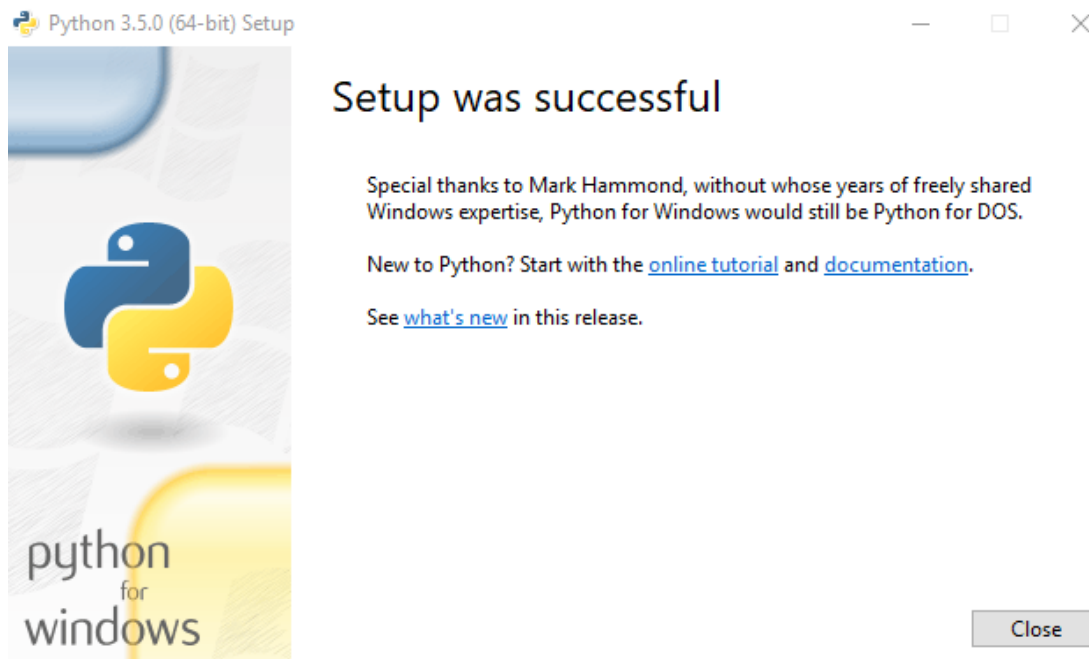 Python 3.5.0 (64-bit) Setup
Setup was successful
Special thanks to Mark Hammond, without whose years of freely shared
Windows expertise, Python for Windows would still be Python for DOS.
New to Python? Start with the online tutorial and documentation.
See what's new in this release.
python
for
windows
Close